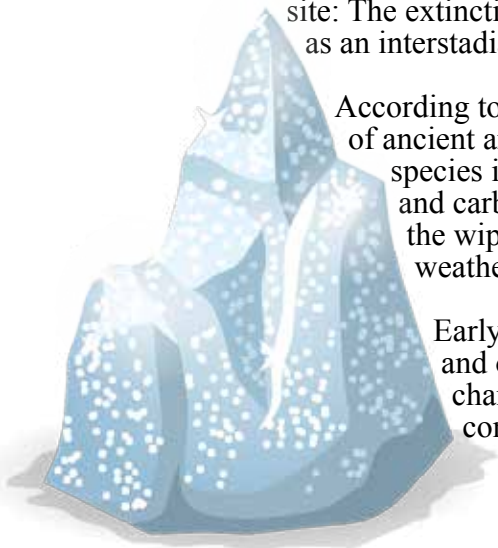 site: The extincti
as an interstadi
According to
of ancient a
species i
and carb
the wip
weathe
Early
and
cha
con